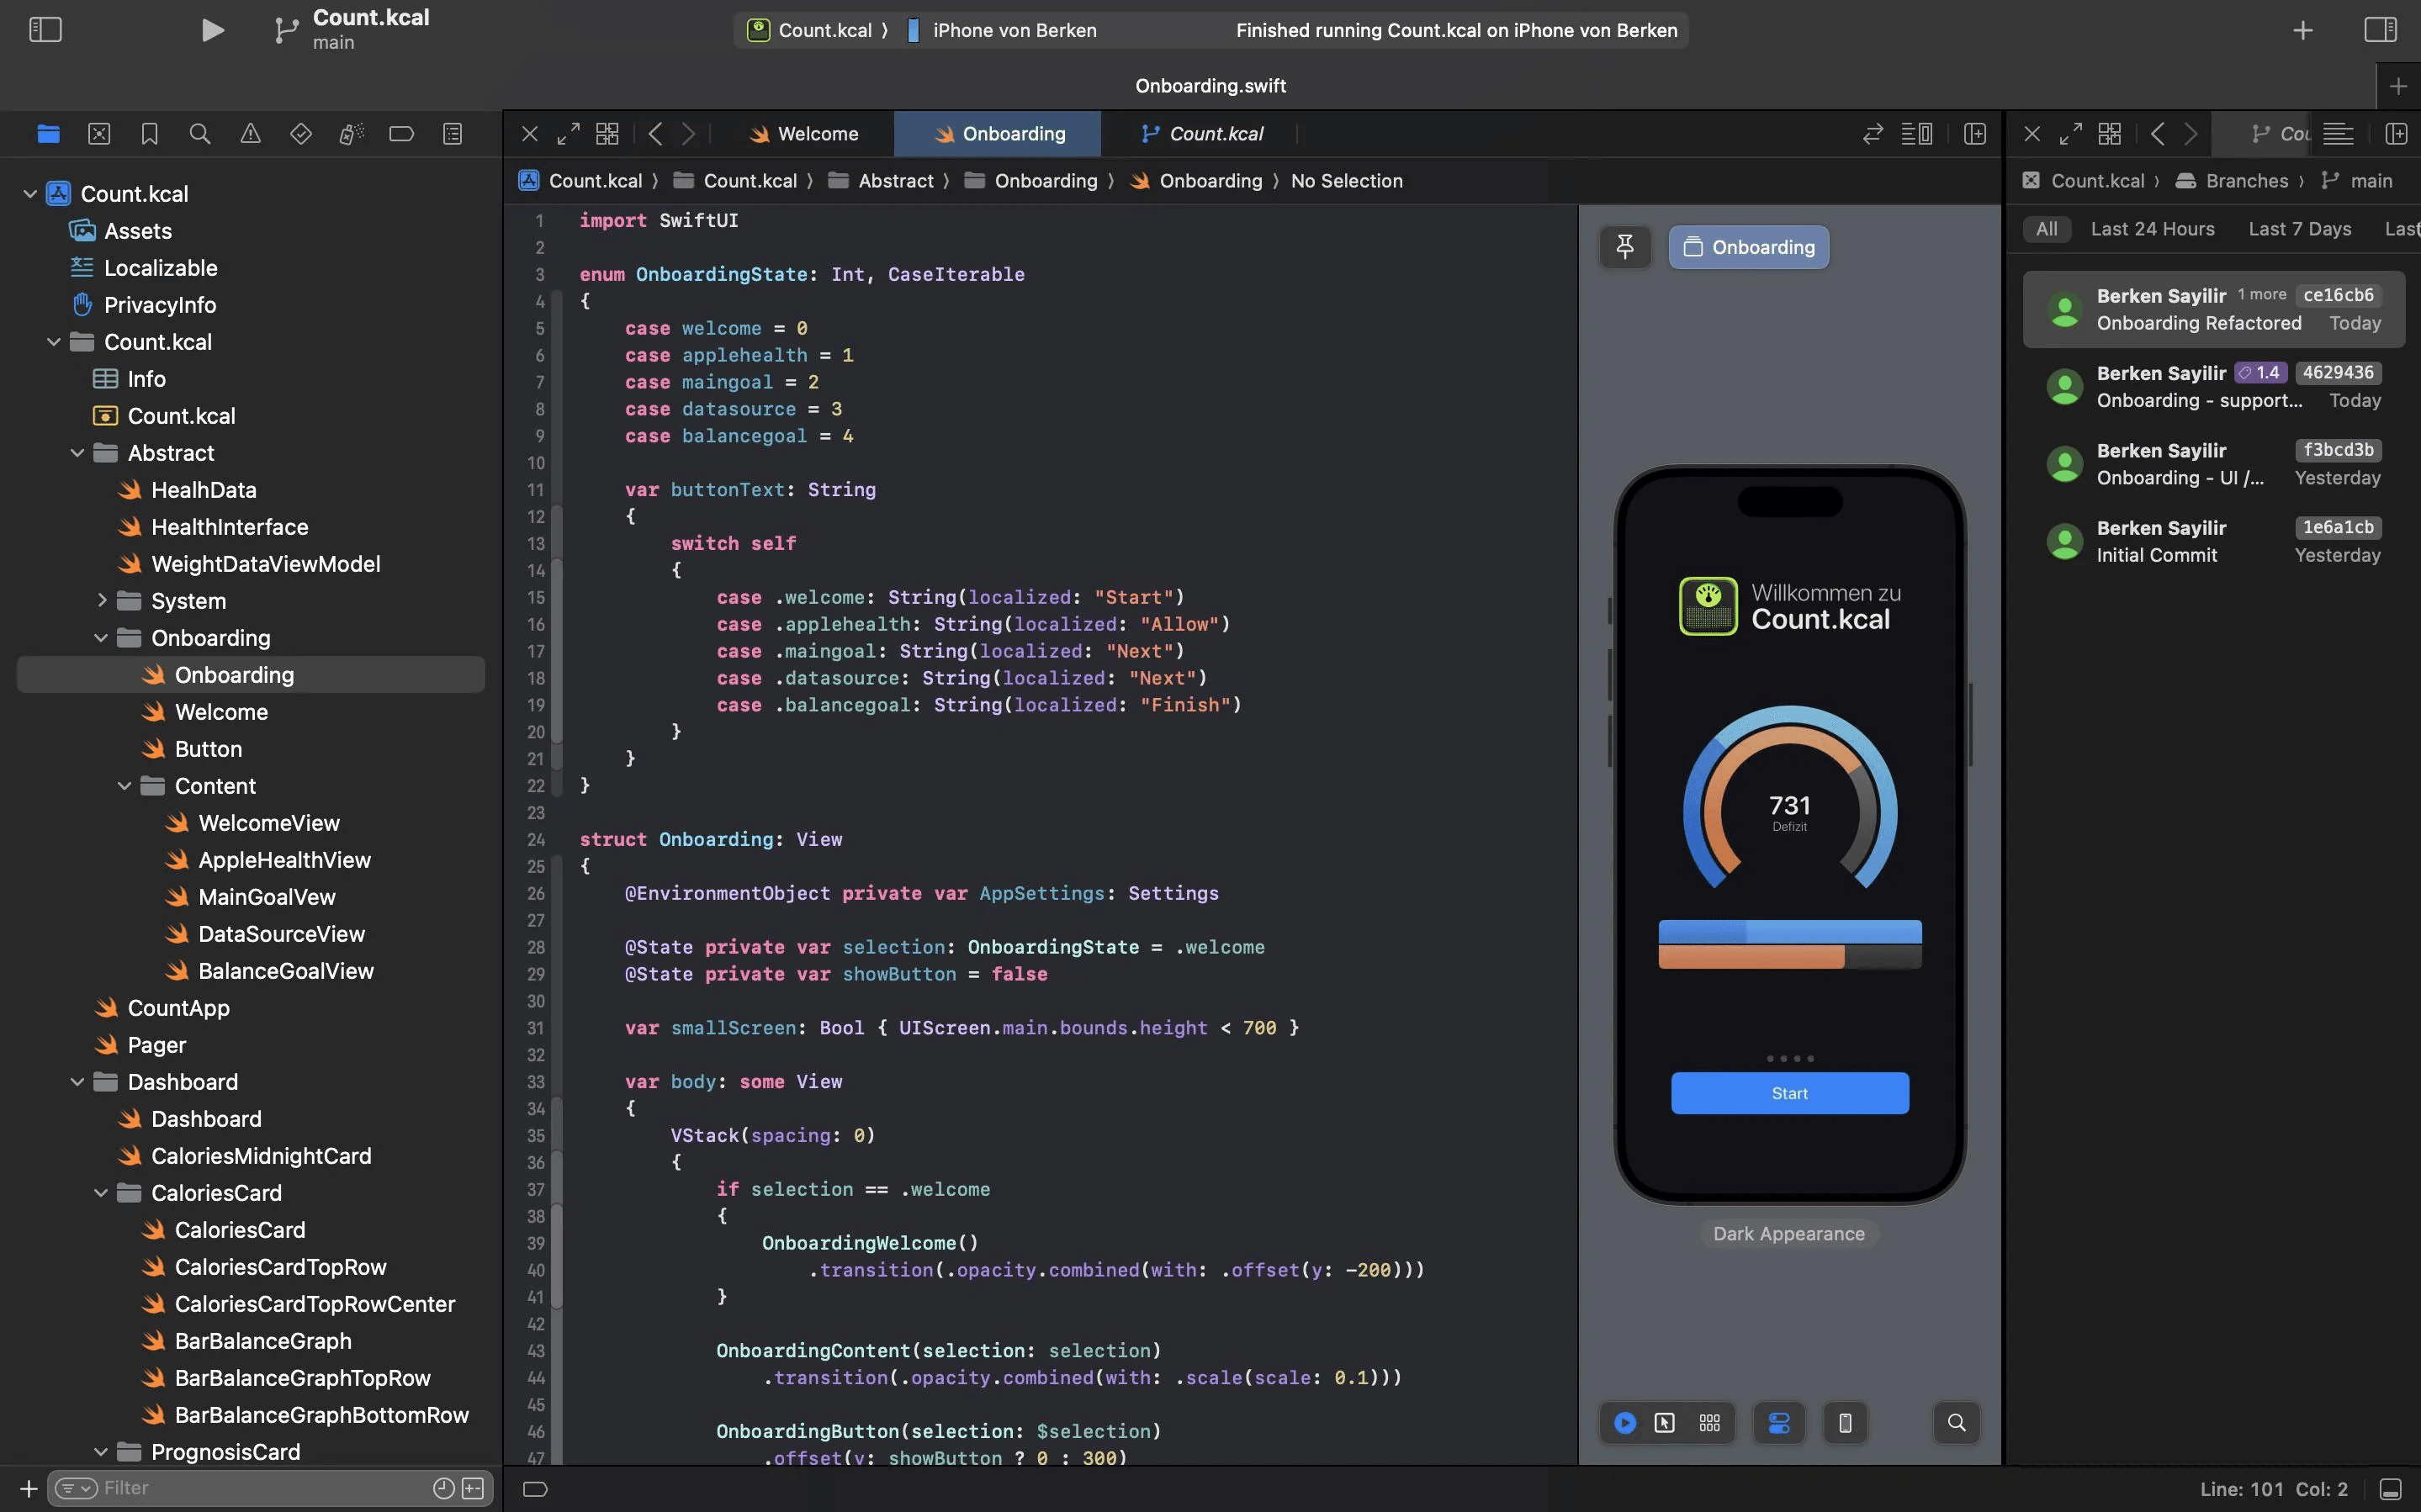 Count.kcal
main
Count.kcal ⟩ iPhone von Berken
Finished running Count.kcal on iPhone von Berken
Onboarding.swift
Count.kcal
Assets
Localizable
PrivacyInfo
Count.kcal
Info
Count.kcal
Abstract
HealhData
HealthInterface
WeightDataViewModel
System
Onboarding
Onboarding
Welcome
Button
Content
WelcomeView
AppleHealthView
MainGoalVew
DataSourceView
BalanceGoalView
CountApp
Pager
Dashboard
Dashboard
CaloriesMidnightCard
CaloriesCard
CaloriesCard
CaloriesCardTopRow
CaloriesCardTopRowCenter
BarBalanceGraph
BarBalanceGraphTopRow
BarBalanceGraphBottomRow
PrognosisCard
Filter
Welcome
Onboarding
Count.kcal
Count.kcal ⟩ Count.kcal ⟩ Abstract ⟩ Onboarding ⟩ Onboarding ⟩ No Selection
1 import SwiftUI
2
3 enum OnboardingState: Int, CaseIterable
4 {
5 case welcome = 0
6 case applehealth = 1
7 case maingoal = 2
8 case datasource = 3
9 case balancegoal = 4
10
11 var buttonText: String
12 {
13 switch self
14 {
15 case .welcome: String(localized: "Start")
16 case .applehealth: String(localized: "Allow")
17 case .maingoal: String(localized: "Next")
18 case .datasource: String(localized: "Next")
19 case .balancegoal: String(localized: "Finish")
20 }
21 }
22 }
23
24 struct Onboarding: View
25 {
26 @EnvironmentObject private var AppSettings: Settings
27
28 @State private var selection: OnboardingState = .welcome
29 @State private var showButton = false
30
31 var smallScreen: Bool { UIScreen.main.bounds.height < 700 }
32
33 var body: some View
34 {
35 VStack(spacing: 0)
36 {
37 if selection == .welcome
38 {
39 OnboardingWelcome()
40 .transition(.opacity.combined(with: .offset(y: -200)))
41 }
42
43 OnboardingContent(selection: selection)
44 .transition(.opacity.combined(with: .scale(scale: 0.1)))
45
46 OnboardingButton(selection: $selection)
47 .offset(y: showButton ? 0 : 300)
Onboarding
Willkommen zu
Count.kcal
731
Defizit
Start
Dark Appearance
Cou
Count.kcal ⟩ Branches ⟩ main
All Last 24 Hours Last 7 Days Last
Berken Sayilir 1 more ce16cb6
Onboarding Refactored Today
Berken Sayilir 1.4 4629436
Onboarding - support... Today
Berken Sayilir f3bcd3b
Onboarding - UI /... Yesterday
Berken Sayilir 1e6a1cb
Initial Commit Yesterday
Line: 101 Col: 2